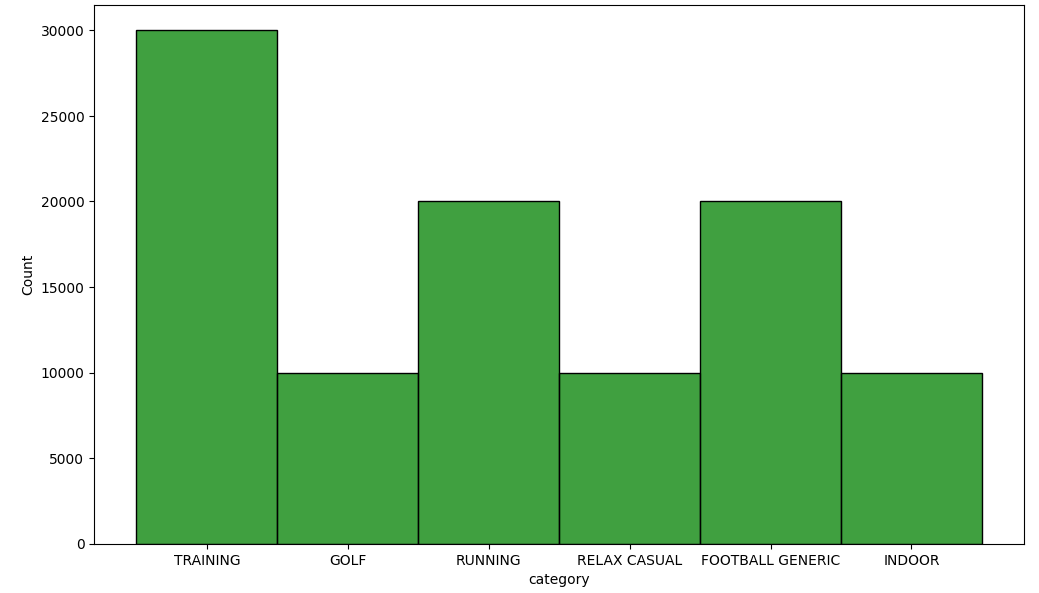 30000
25000
20000
15000
10000
5000
0
Count
TRAINING GOLF RUNNING RELAX CASUAL FOOTBALL GENERIC INDOOR
category